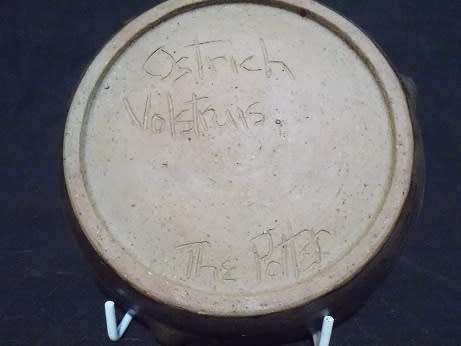 Ostrich
Volstruis.
The Potter